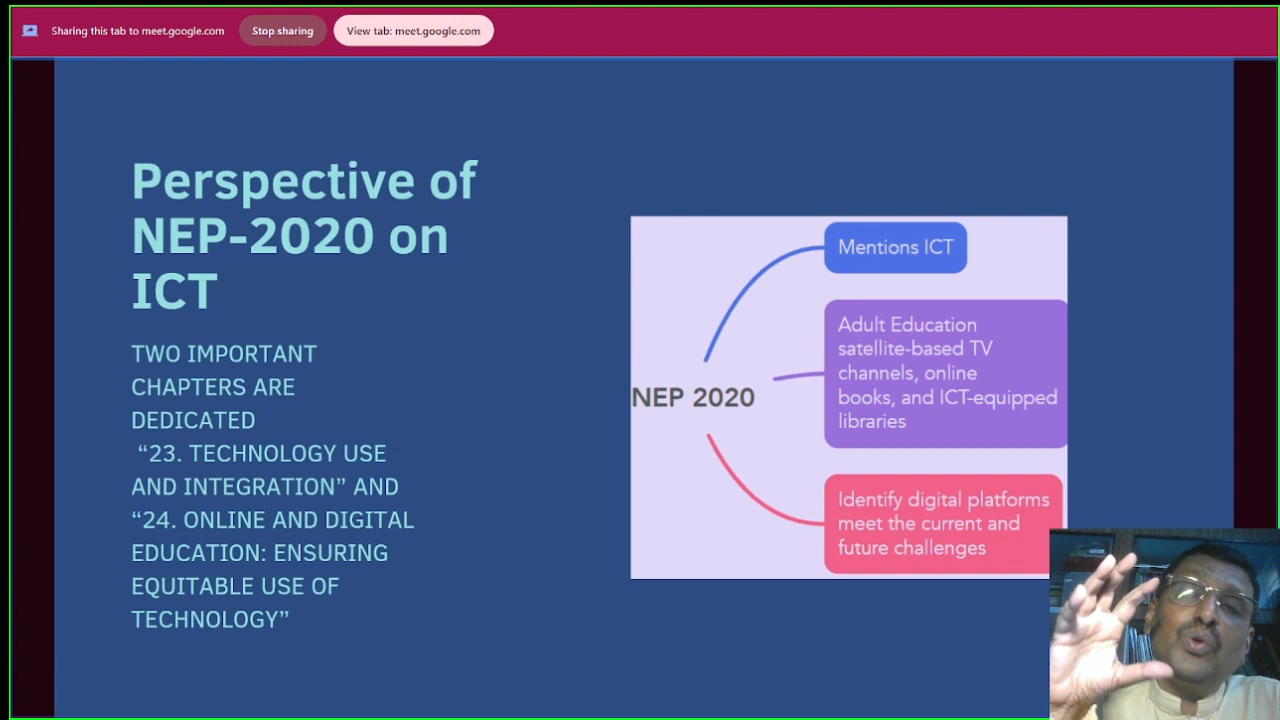 Sharing this tab to meet.google.com
Stop sharing
View tab: meet.google.com
Perspective of
NEP-2020 on
ICT
TWO IMPORTANT
CHAPTERS ARE
DEDICATED
“23. TECHNOLOGY USE
AND INTEGRATION” AND
“24. ONLINE AND DIGITAL
EDUCATION: ENSURING
EQUITABLE USE OF
TECHNOLOGY”
NEP 2020
Mentions ICT
Adult Education
satellite-based TV
channels, online
books, and ICT-equipped
libraries
Identify digital platforms
meet the current and
future challenges